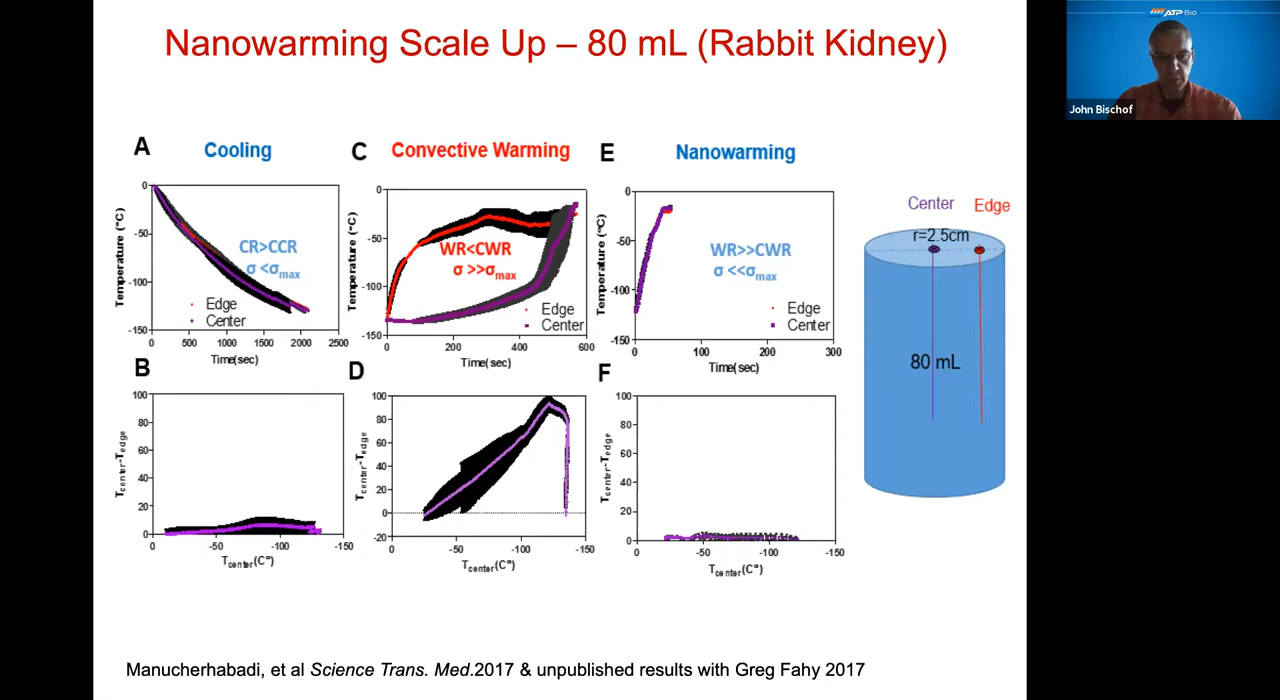 Nanowarming Scale Up – 80 mL (Rabbit Kidney)
ATP Bio
John Bischof
A
Cooling
0
-50
-100
-150
Temperature (°C)
CR>CCR
σ <σmax
Edge
Center
0 500 1000 1500 2000 2500
Time(sec)
C
Convective Warming
0
-50
-100
-150
Temperature (°C)
WR<CWR
σ >>σmax
Edge
Center
0 200 400 600
Time(sec)
E
Nanowarming
0
-50
-100
-150
Temperature (°C)
WR>>CWR
σ <<σmax
Edge
Center
0 100 200 300
Time(sec)
Center
Edge
r=2.5cm
80 mL
B
100
80
60
40
20
0
Tcenter-Tedge
0 -50 -100 -150
Tcenter(C°)
D
100
80
60
40
20
0
-20
Tcenter-Tedge
0 -50 -100 -150
Tcenter(C°)
F
100
80
60
40
20
0
Tcenter-Tedge
0 -50 -100 -150
Tcenter(C°)
Manucherhabadi, et al Science Trans. Med.2017 & unpublished results with Greg Fahy 2017